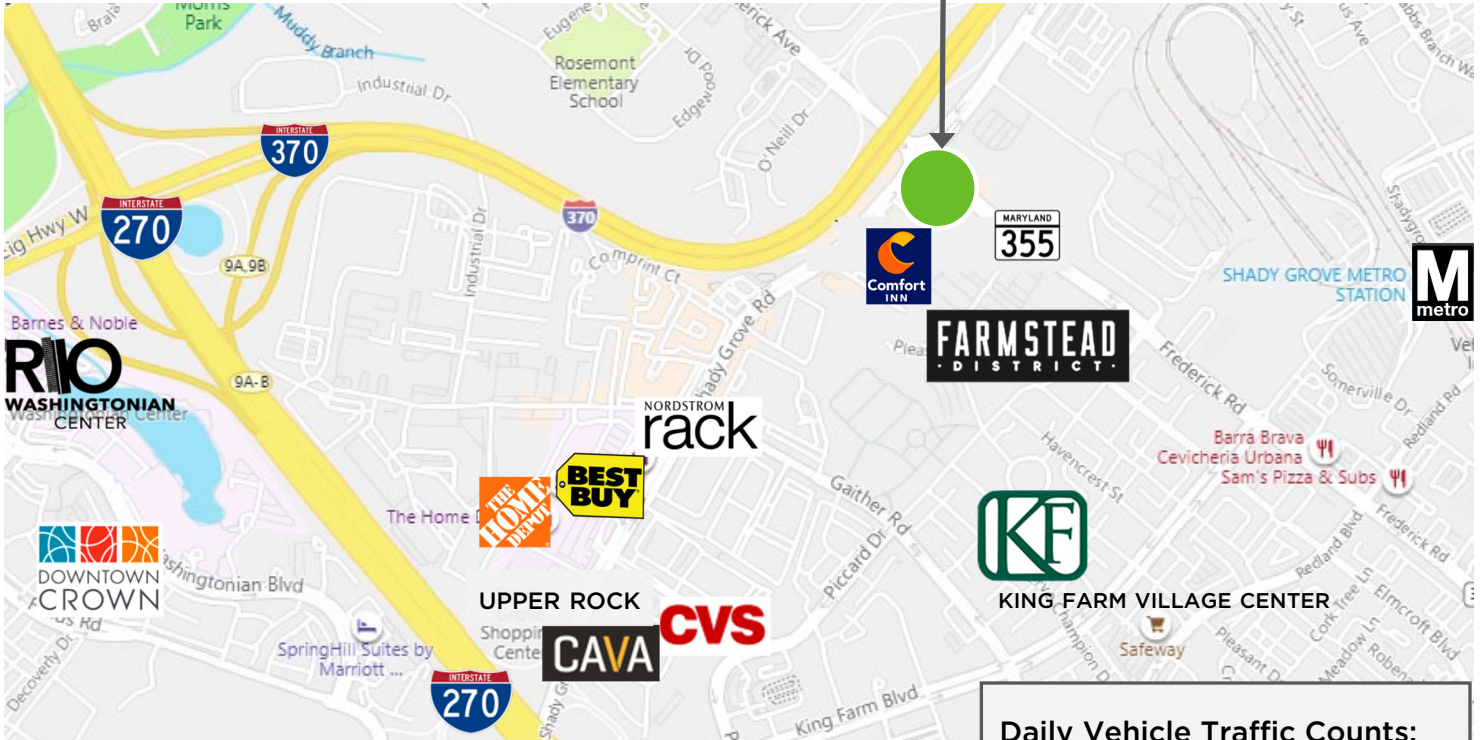 Morris
Park
Muddy Branch
Eugene
Rosemont
Elementary
School
Industrial Dr
O'Neill Dr
INTERSTATE
370
INTERSTATE
270
370
MARYLAND
355
Comfort
INN
SHADY GROVE METRO
STATION
M
metro
9A,9B
Industrial Dr
Comprint Ct
Shady Grove Rd
Barnes & Noble
RIO
WASHINGTONIAN
CENTER
Washingtonian Center
9A-B
FARMSTEAD
·DISTRICT·
Frederick Rd
Somerville Dr
Redland Rd
NORDSTROM
rack
BEST
BUY
THE
HOME
DEPOT
The Home
Barra Brava
Cevicheria Urbana
Sam's Pizza & Subs
Havencrest St
Gaither Rd
Piccard Dr
Frederick Rd
Redland Blvd
KF
KING FARM VILLAGE CENTER
DOWNTOWN
CROWN
UPPER ROCK
CVS
CAVA
SpringHill Suites by
Marriott ...
Decoverly Dr
INTERSTATE
270
Safeway
Elmcroft Blvd
King Farm Blvd
Daily Vehicle Traffic Counts: